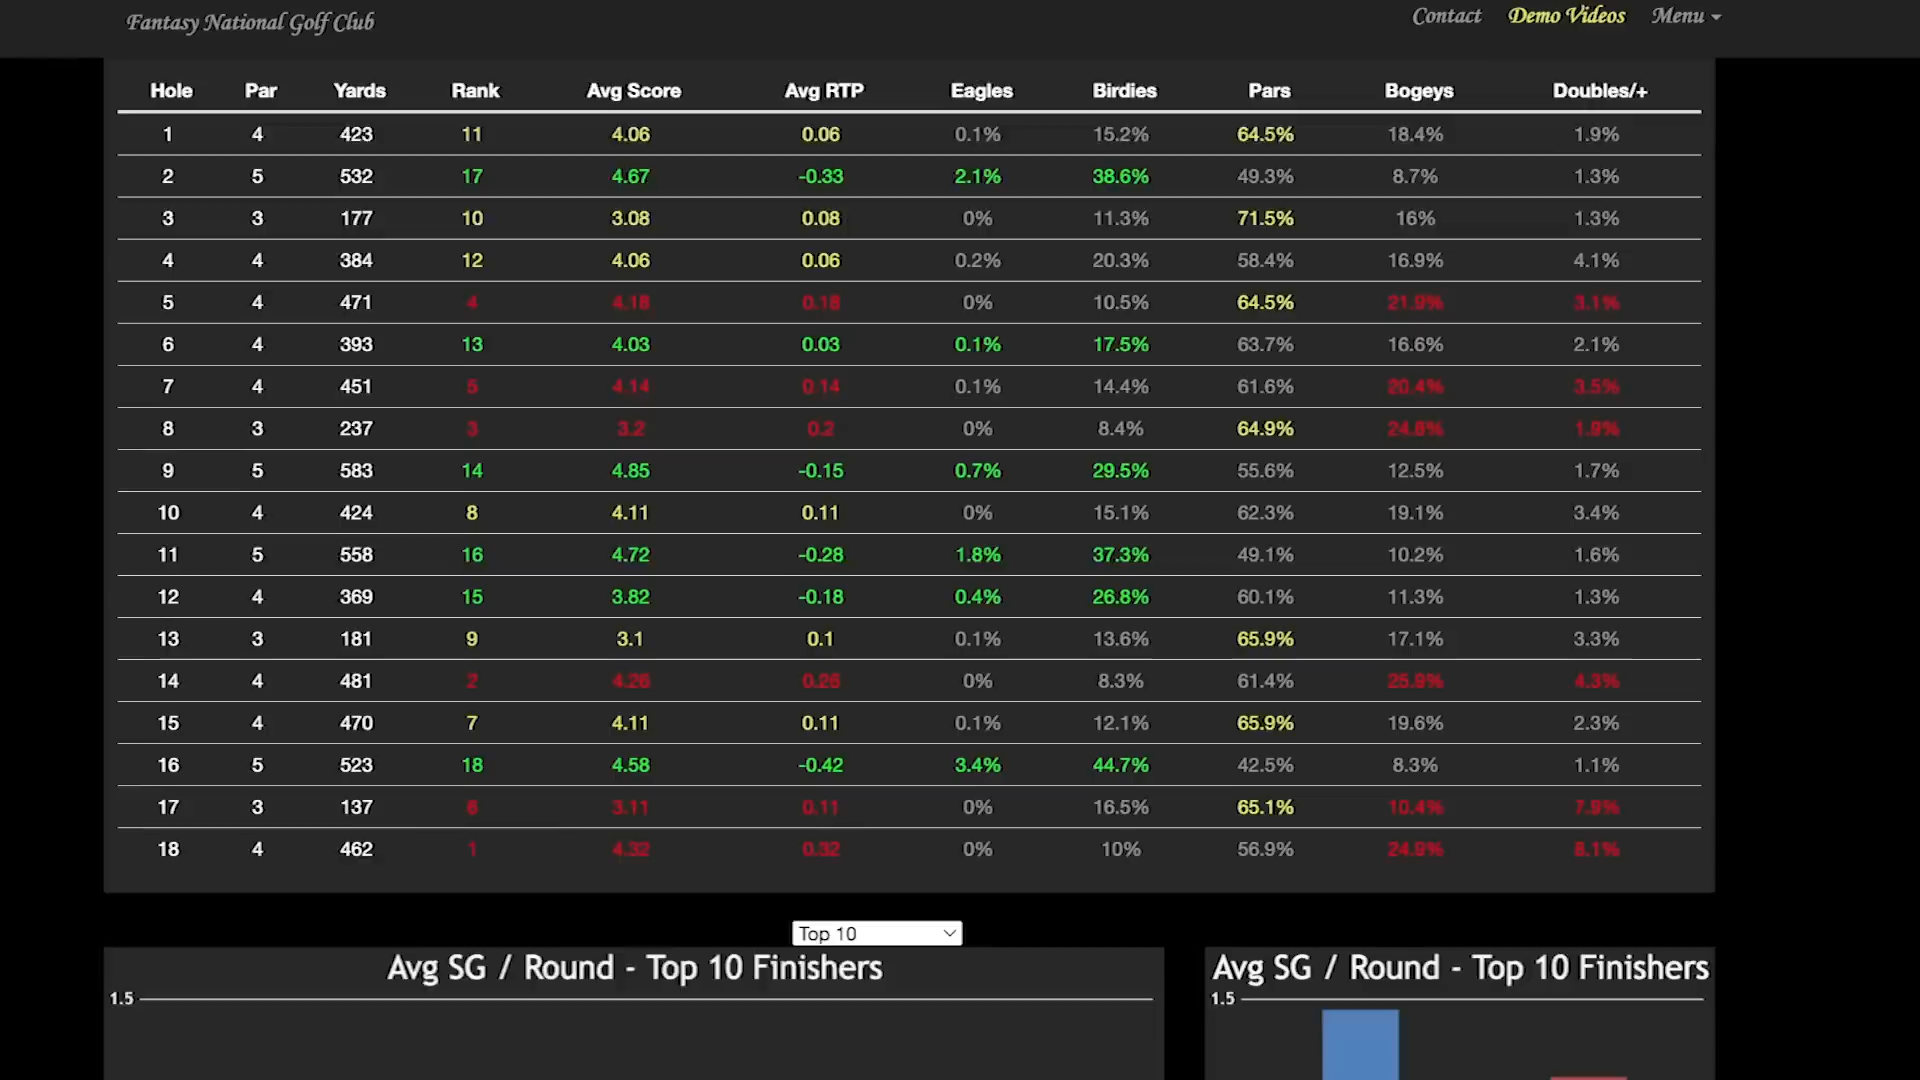 Fantasy National Golf Club Contact Demo Videos Menu
Hole Par Yards Rank Avg Score Avg RTP Eagles Birdies Pars Bogeys Doubles/+
1 4 423 11 4.06 0.06 0.1% 15.2% 64.5% 18.4% 1.9%
2 5 532 17 4.67 -0.33 2.1% 38.6% 49.3% 8.7% 1.3%
3 3 177 10 3.08 0.08 0% 11.3% 71.5% 16% 1.3%
4 4 384 12 4.06 0.06 0.2% 20.3% 58.4% 16.9% 4.1%
5 4 471 4 4.18 0.18 0% 10.5% 64.5% 21.9% 3.1%
6 4 393 13 4.03 0.03 0.1% 17.5% 63.7% 16.6% 2.1%
7 4 451 5 4.14 0.14 0.1% 14.4% 61.6% 20.4% 3.5%
8 3 237 3 3.2 0.2 0% 8.4% 64.9% 24.8% 1.9%
9 5 583 14 4.85 -0.15 0.7% 29.5% 55.6% 12.5% 1.7%
10 4 424 8 4.11 0.11 0% 15.1% 62.3% 19.1% 3.4%
11 5 558 16 4.72 -0.28 1.8% 37.3% 49.1% 10.2% 1.6%
12 4 369 15 3.82 -0.18 0.4% 26.8% 60.1% 11.3% 1.3%
13 3 181 9 3.1 0.1 0.1% 13.6% 65.9% 17.1% 3.3%
14 4 481 2 4.26 0.26 0% 8.3% 61.4% 25.9% 4.3%
15 4 470 7 4.11 0.11 0.1% 12.1% 65.9% 19.6% 2.3%
16 5 523 18 4.58 -0.42 3.4% 44.7% 42.5% 8.3% 1.1%
17 3 137 6 3.11 0.11 0% 16.5% 65.1% 10.4% 7.9%
18 4 462 1 4.32 0.32 0% 10% 56.9% 24.9% 8.1%
Top 10
Avg SG / Round - Top 10 Finishers
1.5
Avg SG / Round - Top 10 Finishers
1.5